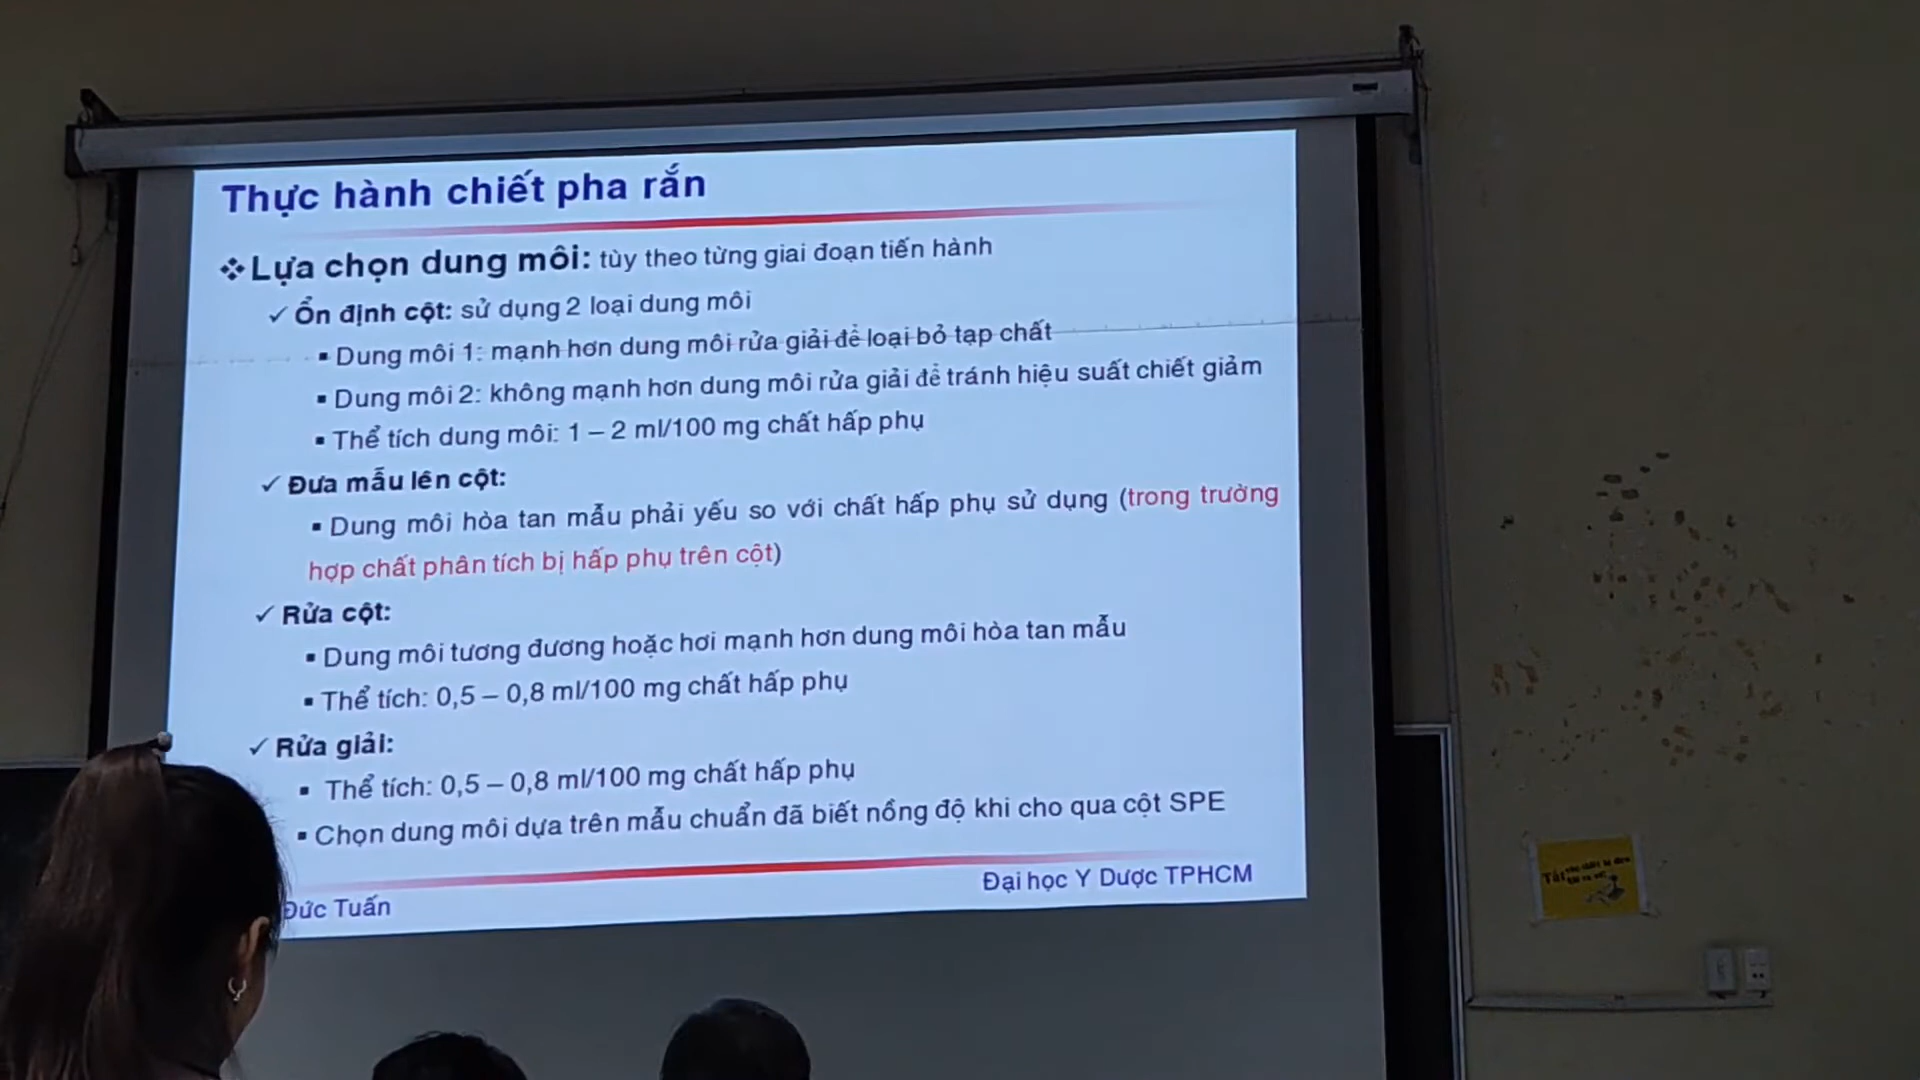 Thực hành chiết pha rắn
❖Lựa chọn dung môi: tùy theo từng giai đoạn tiến hành
✓ Ổn định cột: sử dụng 2 loại dung môi
▪ Dung môi 1: mạnh hơn dung môi rửa giải để loại bỏ tạp chất
▪ Dung môi 2: không mạnh hơn dung môi rửa giải để tránh hiệu suất chiết giảm
▪ Thể tích dung môi: 1 – 2 ml/100 mg chất hấp phụ
✓ Đưa mẫu lên cột:
▪ Dung môi hòa tan mẫu phải yếu so với chất hấp phụ sử dụng (trong trường
hợp chất phân tích bị hấp phụ trên cột)
✓ Rửa cột:
▪ Dung môi tương đương hoặc hơi mạnh hơn dung môi hòa tan mẫu
▪ Thể tích: 0,5 – 0,8 ml/100 mg chất hấp phụ
✓ Rửa giải:
▪ Thể tích: 0,5 – 0,8 ml/100 mg chất hấp phụ
▪ Chọn dung môi dựa trên mẫu chuẩn đã biết nồng độ khi cho qua cột SPE
Đức Tuấn
Đại học Y Dược TPHCM
Tắt